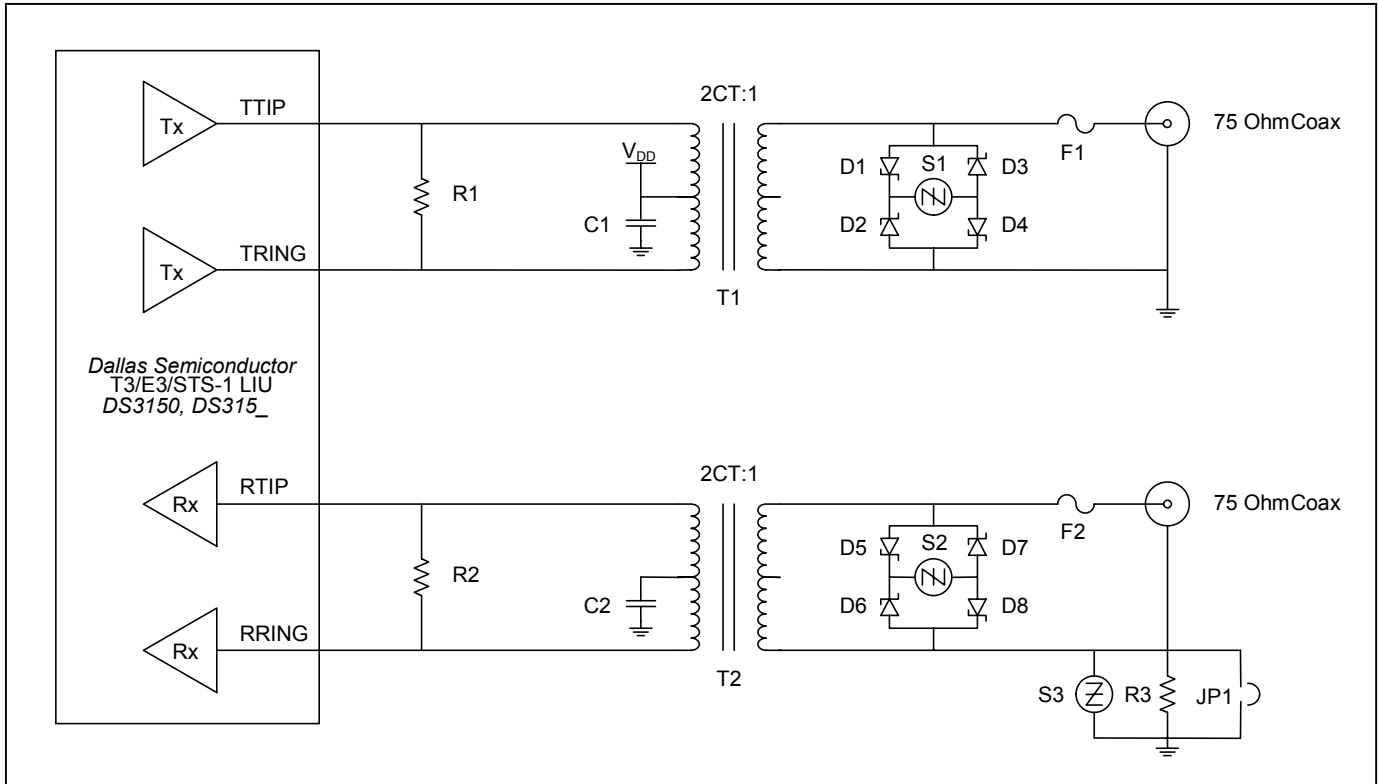 2CT:1
TTIP
Tx
75 OhmCoax
F1
VDD
R1
C1
D1
S1
D3
D2
D4
TRING
Tx
T1
Dallas Semiconductor
T3/E3/STS-1 LIU
DS3150, DS315_
2CT:1
RTIP
Rx
75 OhmCoax
F2
R2
C2
D5
S2
D7
D6
D8
RRING
Rx
T2
S3
R3
JP1